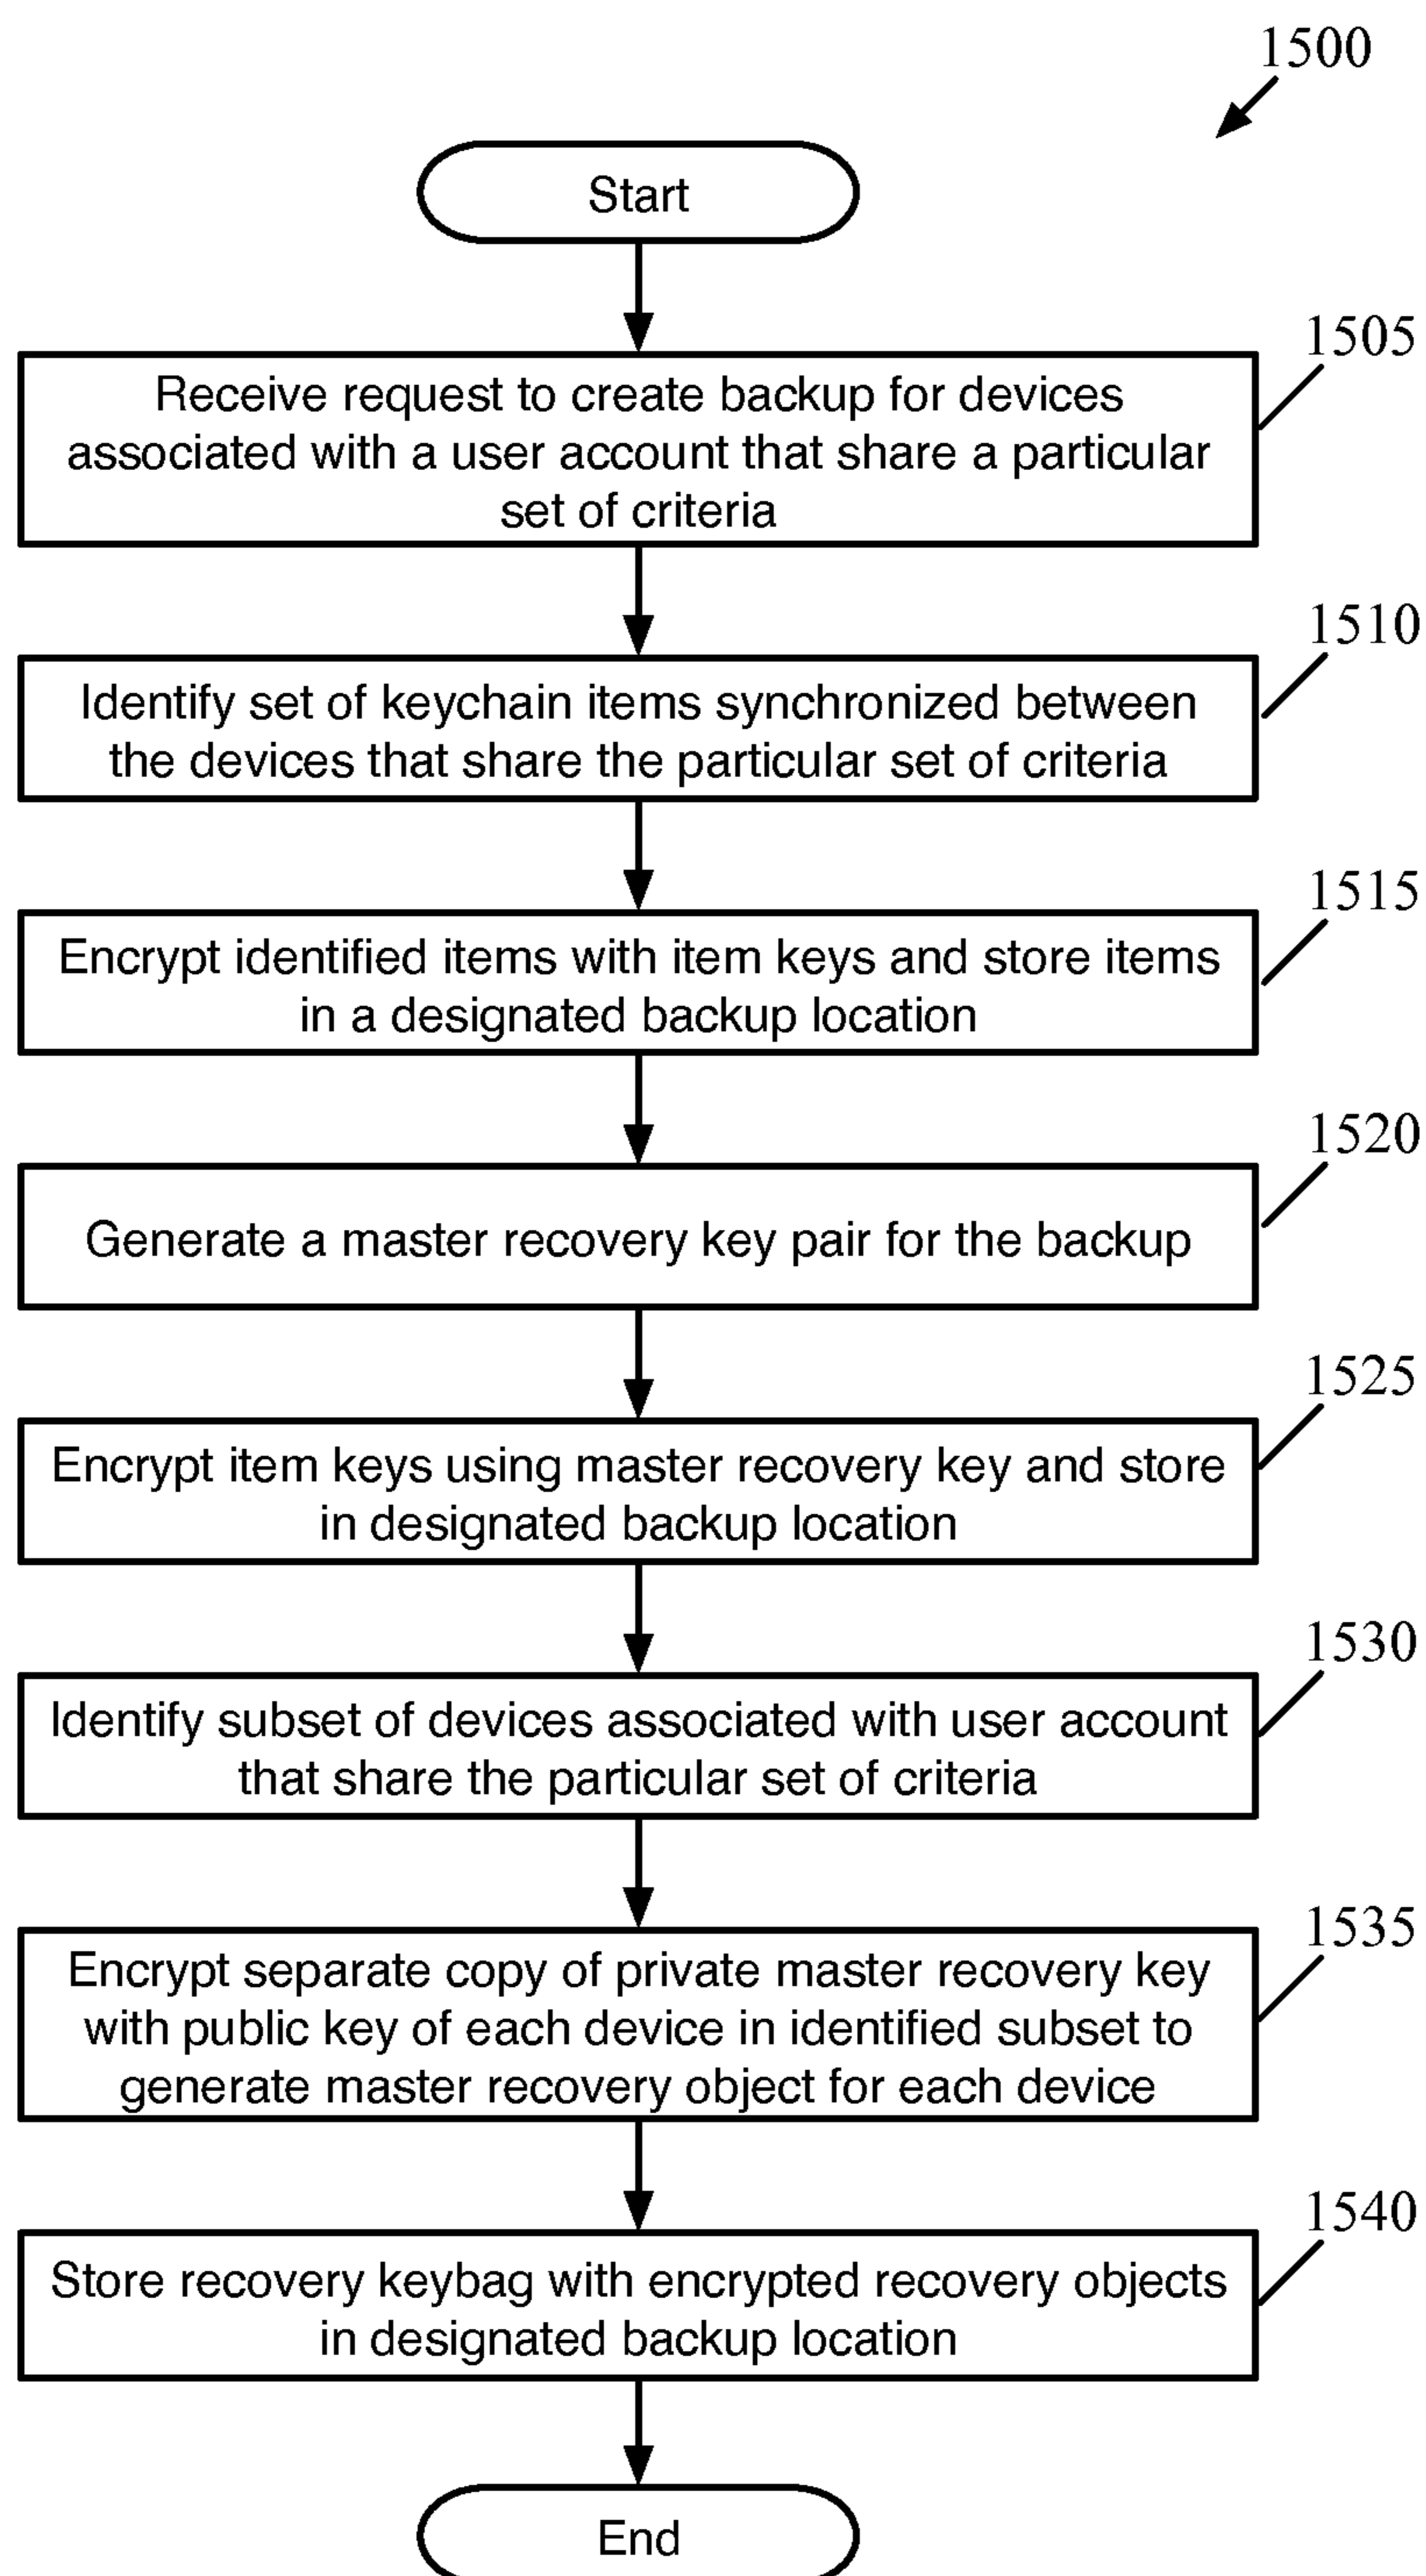 1500
Start
1505
Receive request to create backup for devices
associated with a user account that share a particular
set of criteria
1510
Identify set of keychain items synchronized between
the devices that share the particular set of criteria
1515
Encrypt identified items with item keys and store items
in a designated backup location
1520
Generate a master recovery key pair for the backup
1525
Encrypt item keys using master recovery key and store
in designated backup location
1530
Identify subset of devices associated with user account
that share the particular set of criteria
1535
Encrypt separate copy of private master recovery key
with public key of each device in identified subset to
generate master recovery object for each device
1540
Store recovery keybag with encrypted recovery objects
in designated backup location
End